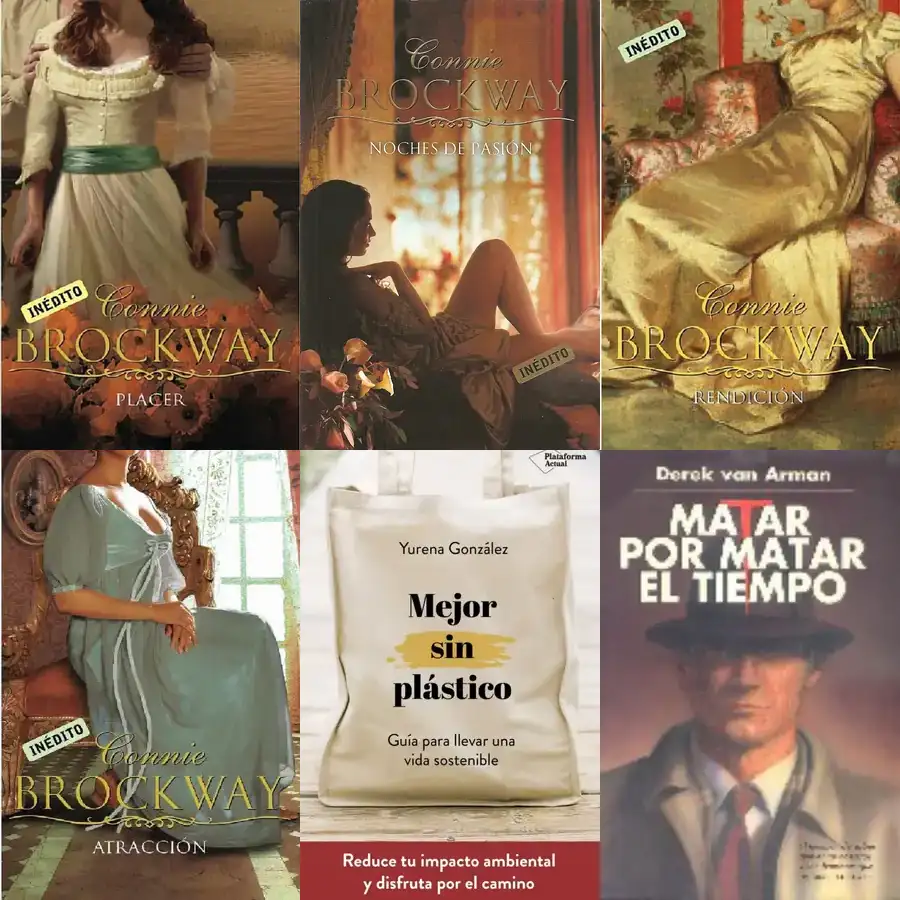 INÉDITO
Connie
BROCKWAY
PLACER
Connie
BROCKWAY
NOCHES DE PASIÓN
INÉDITO
INÉDITO
Connie
BROCKWAY
RENDICIÓN
INÉDITO
Connie
BROCKWAY
ATRACCIÓN
Plataforma
Actual
Yurena González
Mejor
sin
plástico
Guía para llevar una
vida sostenible
Reduce tu impacto ambiental
y disfruta por el camino
Derek van Arman
MATAR
POR MATAR
EL TIEMPO